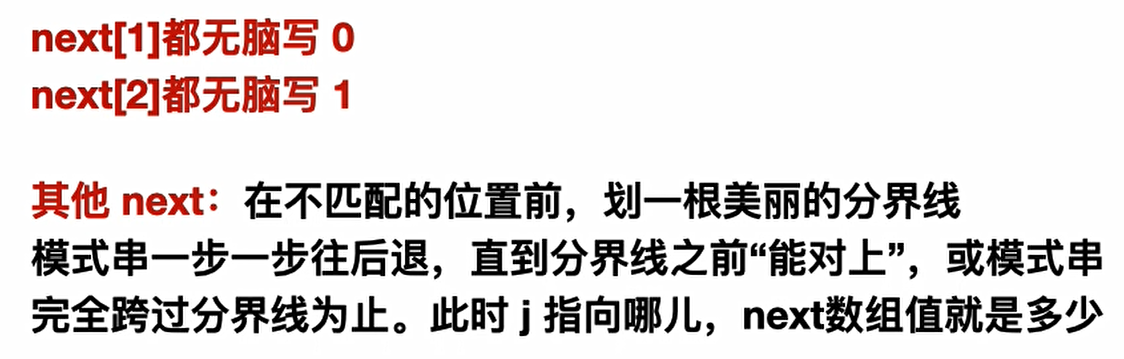 next[1]都无脑写 0
next[2]都无脑写 1
其他 next：在不匹配的位置前，划一根美丽的分界线
模式串一步一步往后退，直到分界线之前“能对上”，或模式串
完全跨过分界线为止。此时 j 指向哪儿，next数组值就是多少